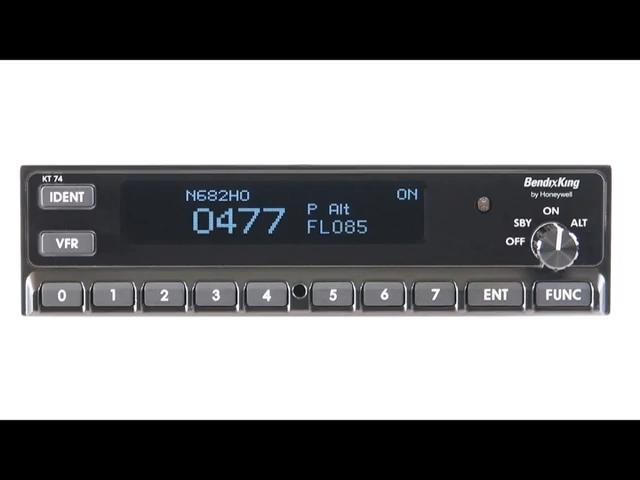 KT 74
BENDIXKING
by Honeywell
IDENT
N682HO
ON
0477
P Alt
FL085
VFR
ON
SBY
ALT
OFF
0 1 2 3 4 5 6 7 ENT FUNC